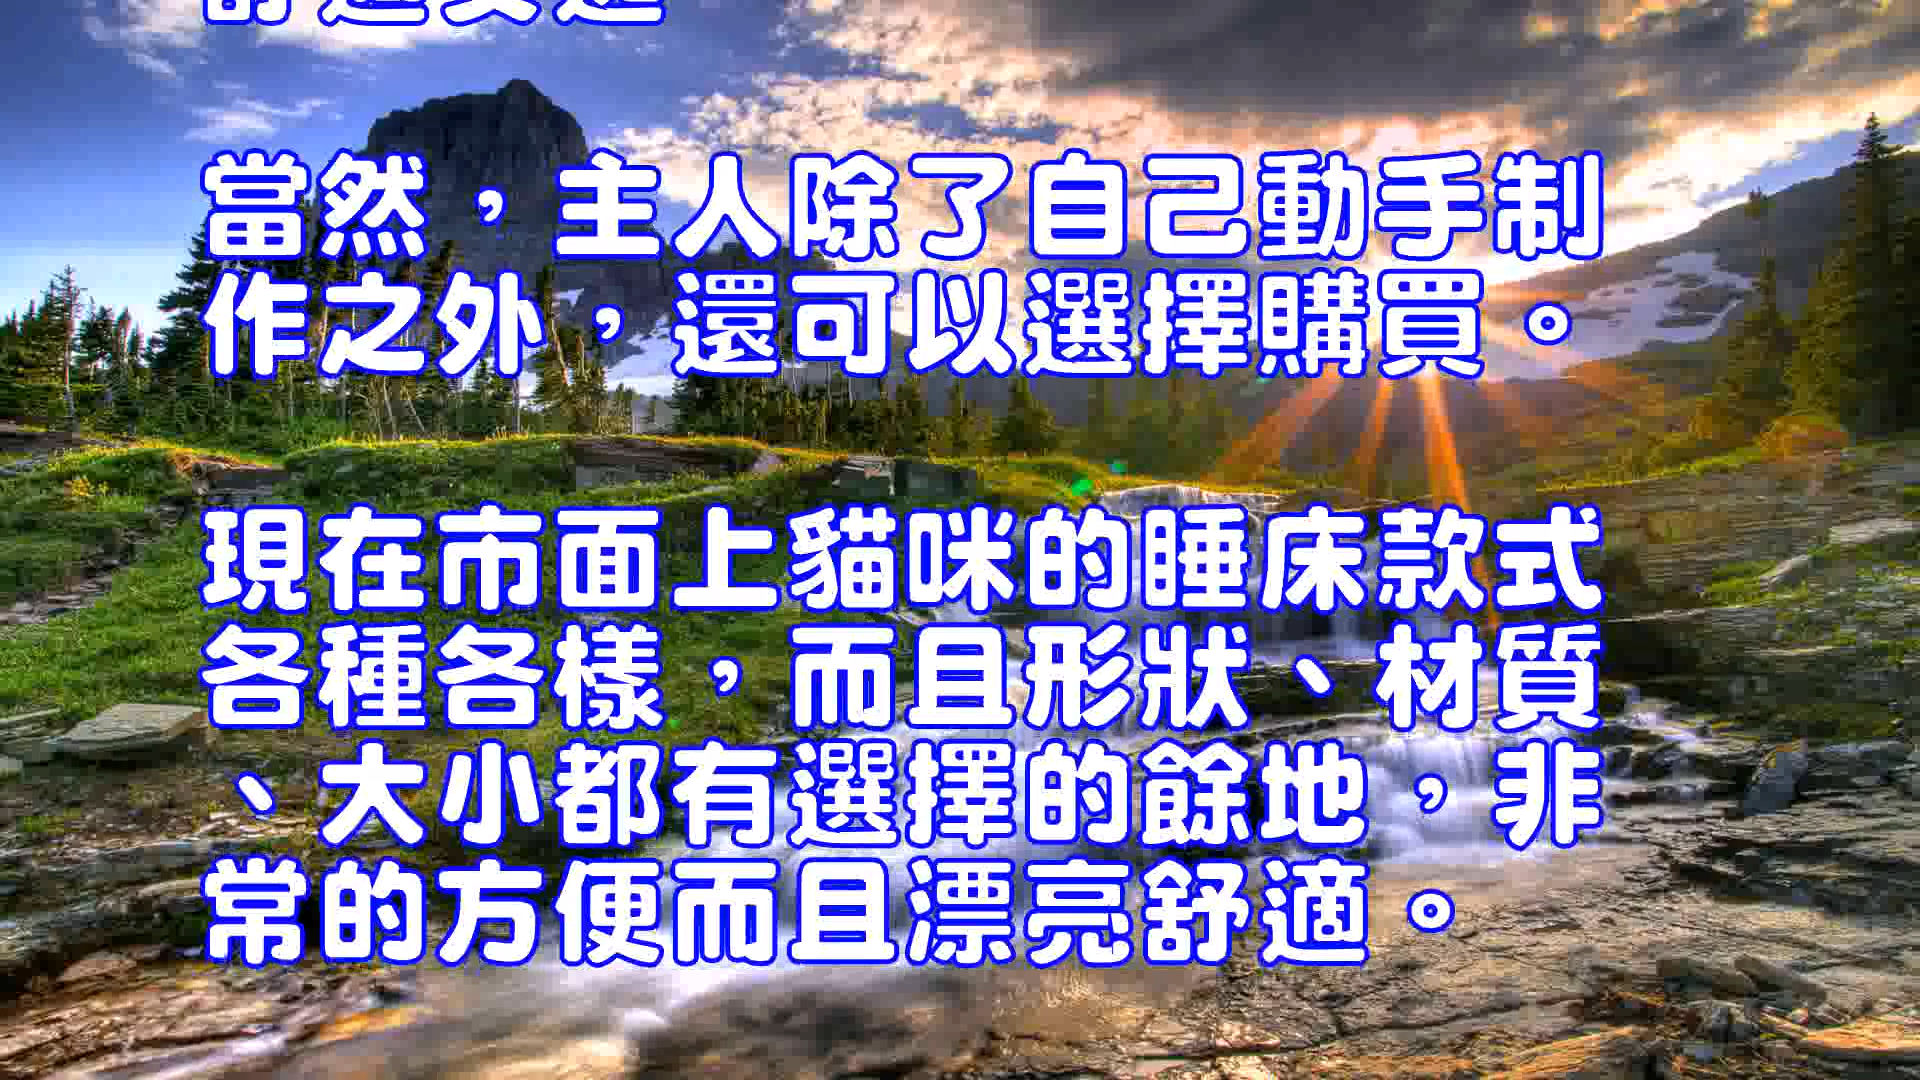 當然，主人除了自己動手制
作之外，還可以選擇購買。
現在市面上貓咪的睡床款式
各種各樣，而且形狀、材質
、大小都有選擇的餘地，非
常的方便而且漂亮舒適。